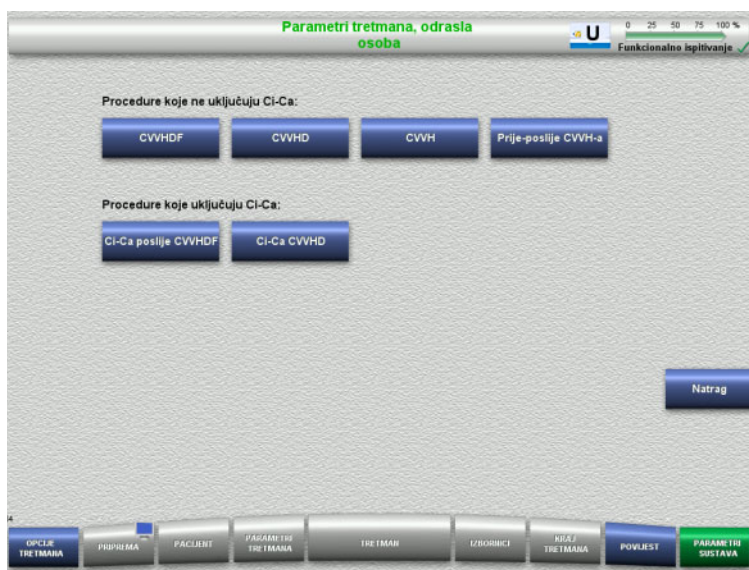 Parametri tretmana, odrasla
osoba
U
0 25 50 75 100 %
Funkcionalno ispitivanje
Procedure koje ne uključuju Ci-Ca:
CVVHDF CVVHD CVVH Prije-poslije CVVH-a
Procedure koje uključuju Ci-Ca:
Ci-Ca poslije CVVHDF Ci-Ca CVVHD
Natrag
4
OPCIJE
TRETMANA
PRIPREMA
PACIJENT
PARAMETRI
TRETMANA
TRETMAN
IZBORNICI
KRAJ
TRETMANA
POVIJEST
PARAMETRI
SUSTAVA